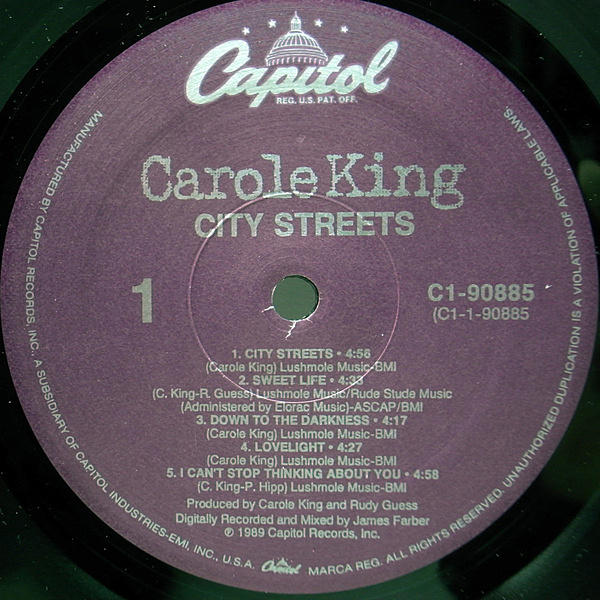 Capitol
REG. U.S. PAT. OFF.
Carole King
CITY STREETS
1
C1-90885
(C1-1-90885
1. CITY STREETS • 4:56
(Carole King) Lushmole Music-BMI
2. SWEET LIFE • 4:33
(C. King-R. Guess) Lushmole Music/Rude Stude Music
(Administered by Elorac Music)-ASCAP/BMI
3. DOWN TO THE DARKNESS • 4:17
(Carole King) Lushmole Music-BMI
4. LOVELIGHT • 4:27
(Carole King) Lushmole Music-BMI
5. I CAN'T STOP THINKING ABOUT YOU • 4:58
(C. King-P. Hipp) Lushmole Music-BMI
Produced by Carole King and Rudy Guess
Digitally Recorded and Mixed by James Farber
℗ 1989 Capitol Records, Inc.
MANUFACTURED BY CAPITOL RECORDS, INC., A SUBSIDIARY OF CAPITOL INDUSTRIES-EMI, INC., U.S.A. Capitol MARCA REG. ALL RIGHTS RESERVED. UNAUTHORIZED DUPLICATION IS A VIOLATION OF APPLICABLE LAWS.